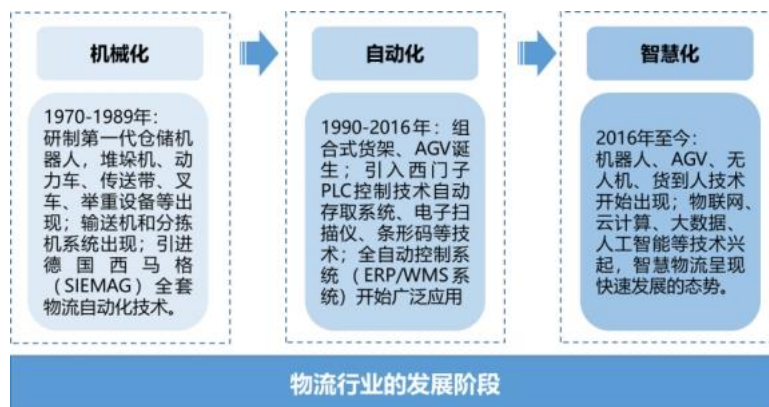 机械化
1970-1989年：
研制第一代仓储机
器人，堆垛机、动
力车、传送带、叉
车、举重设备等出
现；输送机和分拣
机系统出现；引进
德国西马格
（SIEMAG）全套
物流自动化技术。
自动化
1990-2016年：组
合式货架、AGV诞
生；引入西门子
PLC控制技术自动
存取系统、电子扫
描仪、条形码等技
术；全自动控制系
统（ERP/WMS系
统）开始广泛应用
智慧化
2016年至今：
机器人、AGV、无
人机、货到人技术
开始出现；物联网、
云计算、大数据、
人工智能等技术兴
起，智慧物流呈现
快速发展的态势。
物流行业的发展阶段